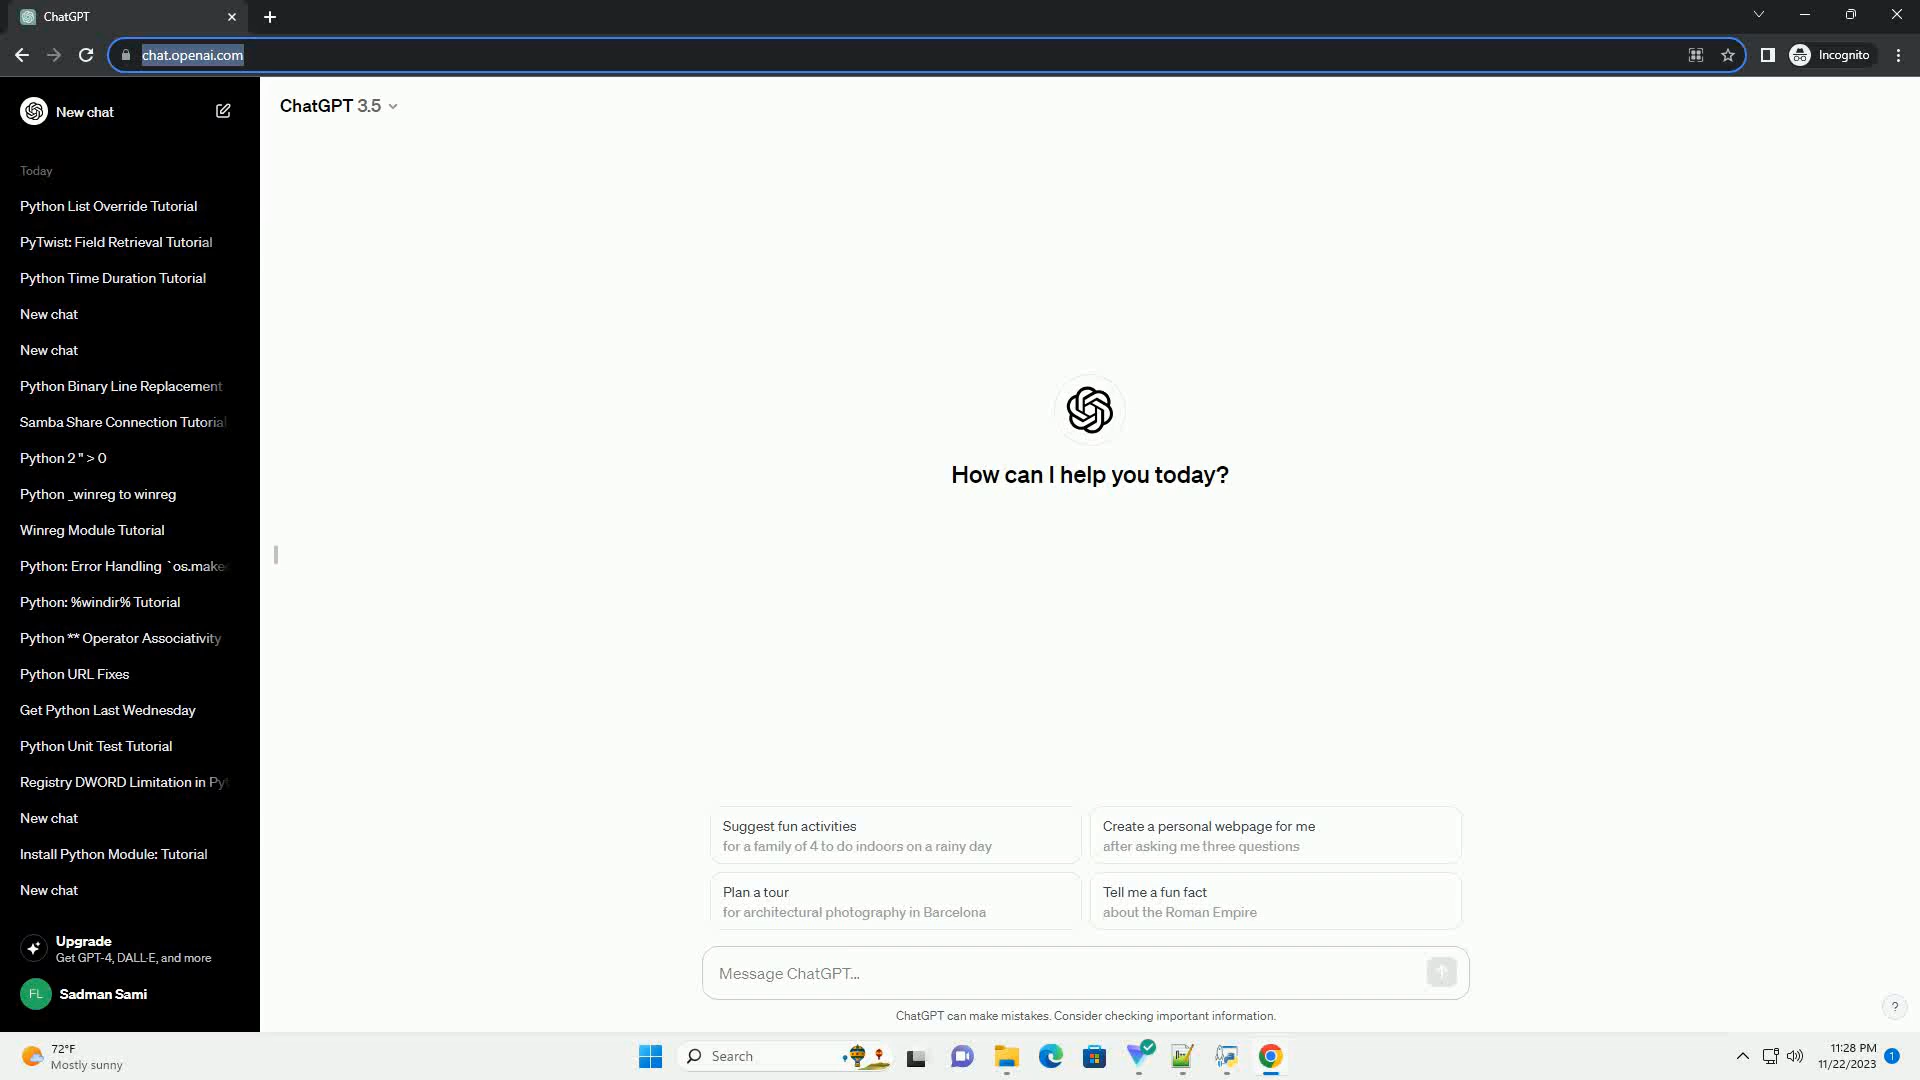 ChatGPT
chat.openai.com
Incognito
New chat
ChatGPT 3.5
Today
Python List Override Tutorial
PyTwist: Field Retrieval Tutorial
Python Time Duration Tutorial
New chat
New chat
Python Binary Line Replacement
Samba Share Connection Tutorial
Python 2 " > 0
Python _winreg to winreg
Winreg Module Tutorial
Python: Error Handling `os.make
Python: %windir% Tutorial
Python ** Operator Associativity
Python URL Fixes
Get Python Last Wednesday
Python Unit Test Tutorial
Registry DWORD Limitation in Pyt
New chat
Install Python Module: Tutorial
New chat
Upgrade
Get GPT-4, DALL·E, and more
FL
Sadman Sami
How can I help you today?
Suggest fun activities
for a family of 4 to do indoors on a rainy day
Create a personal webpage for me
after asking me three questions
Plan a tour
for architectural photography in Barcelona
Tell me a fun fact
about the Roman Empire
Message ChatGPT...
ChatGPT can make mistakes. Consider checking important information.
?
72°F
Mostly sunny
Search
11:28 PM
11/22/2023
1